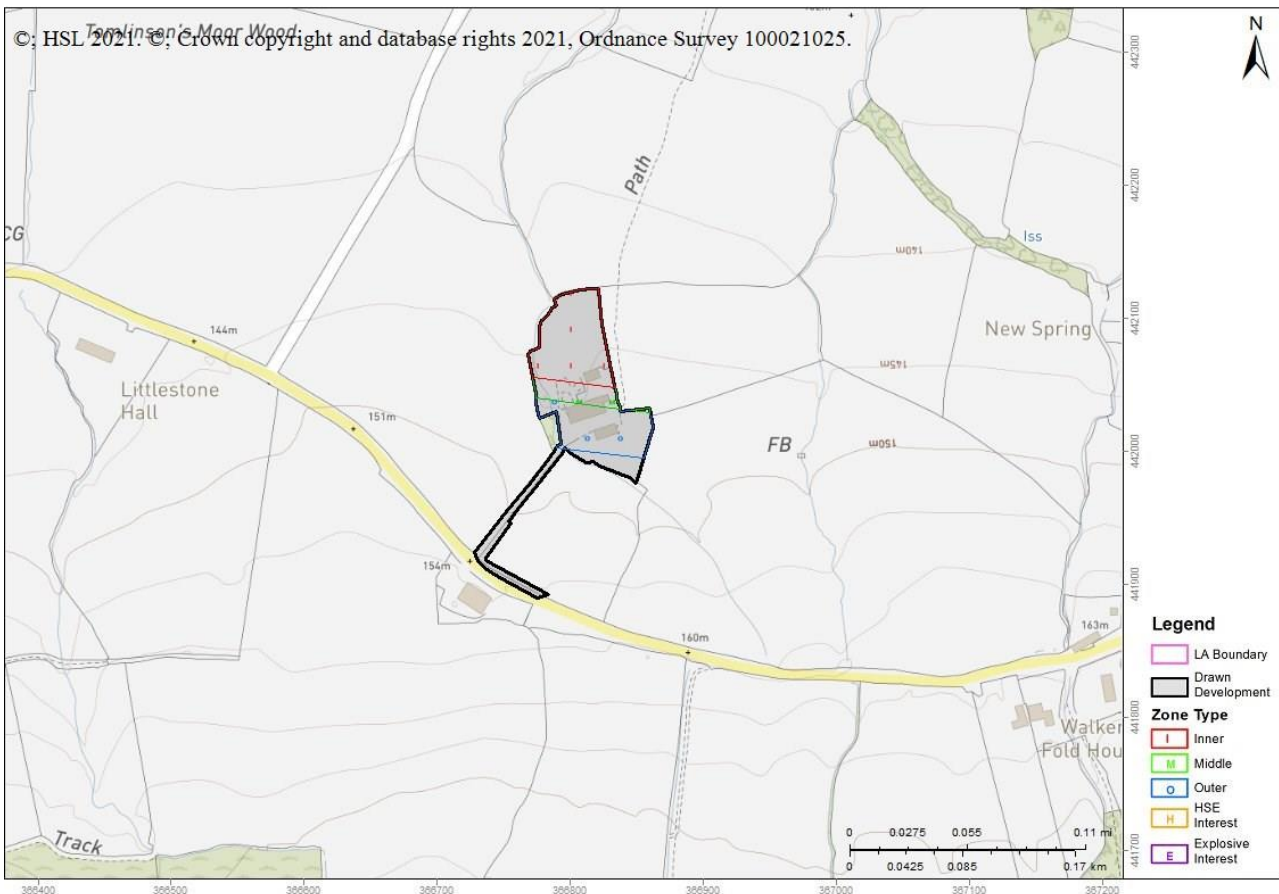 Tomlinson's Moor Wood
©; HSL 2021. ©, Crown copyright and database rights 2021, Ordnance Survey 100021025.
N
442300
Path
442200
CG
Iss
140m
442100
144m
New Spring
145m
Littlestone
Hall
151m
I
I
I
I
O
M
M
O
O
FB
150m
442000
154m
441900
160m
163m
Walker
Fold Hou
441800
Track
441700
0
0.0275
0.055
0.11 mi
0
0.0425
0.085
0.17 km
Legend
LA Boundary
Drawn
Development
Zone Type
I
Inner
M
Middle
O
Outer
H
HSE
Interest
E
Explosive
Interest
366400
366500
366600
366700
366800
366900
367000
367100
367200